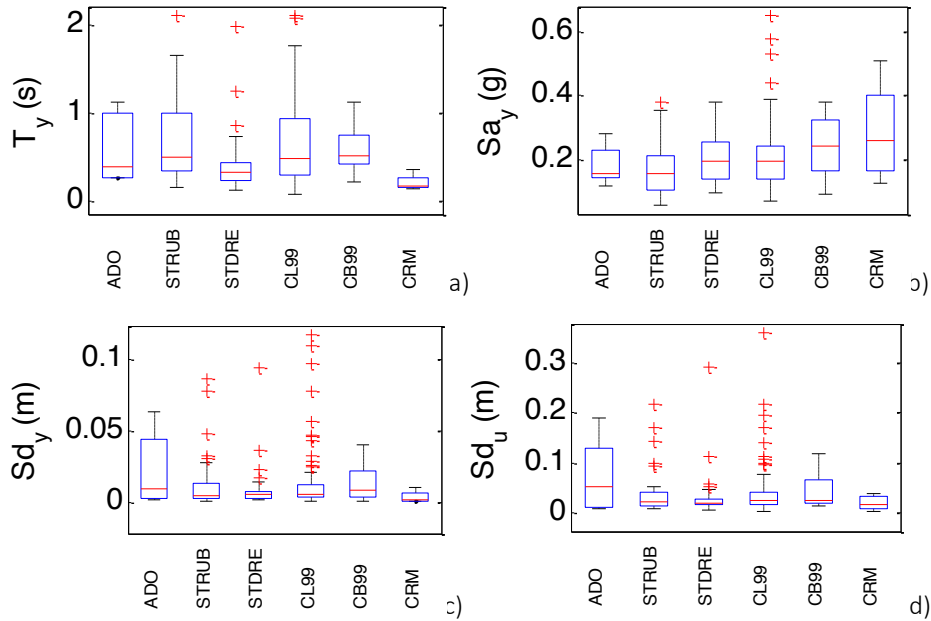 T_y (s)
2
1
0
ADO
STRUB
STDRE
CL99
CB99
CRM
a)
Sa_y (g)
0.6
0.4
0.2
ADO
STRUB
STDRE
CL99
CB99
CRM
b)
Sd_y (m)
0.1
0.05
0
ADO
STRUB
STDRE
CL99
CB99
CRM
c)
Sd_u (m)
0.3
0.2
0.1
0
ADO
STRUB
STDRE
CL99
CB99
CRM
d)